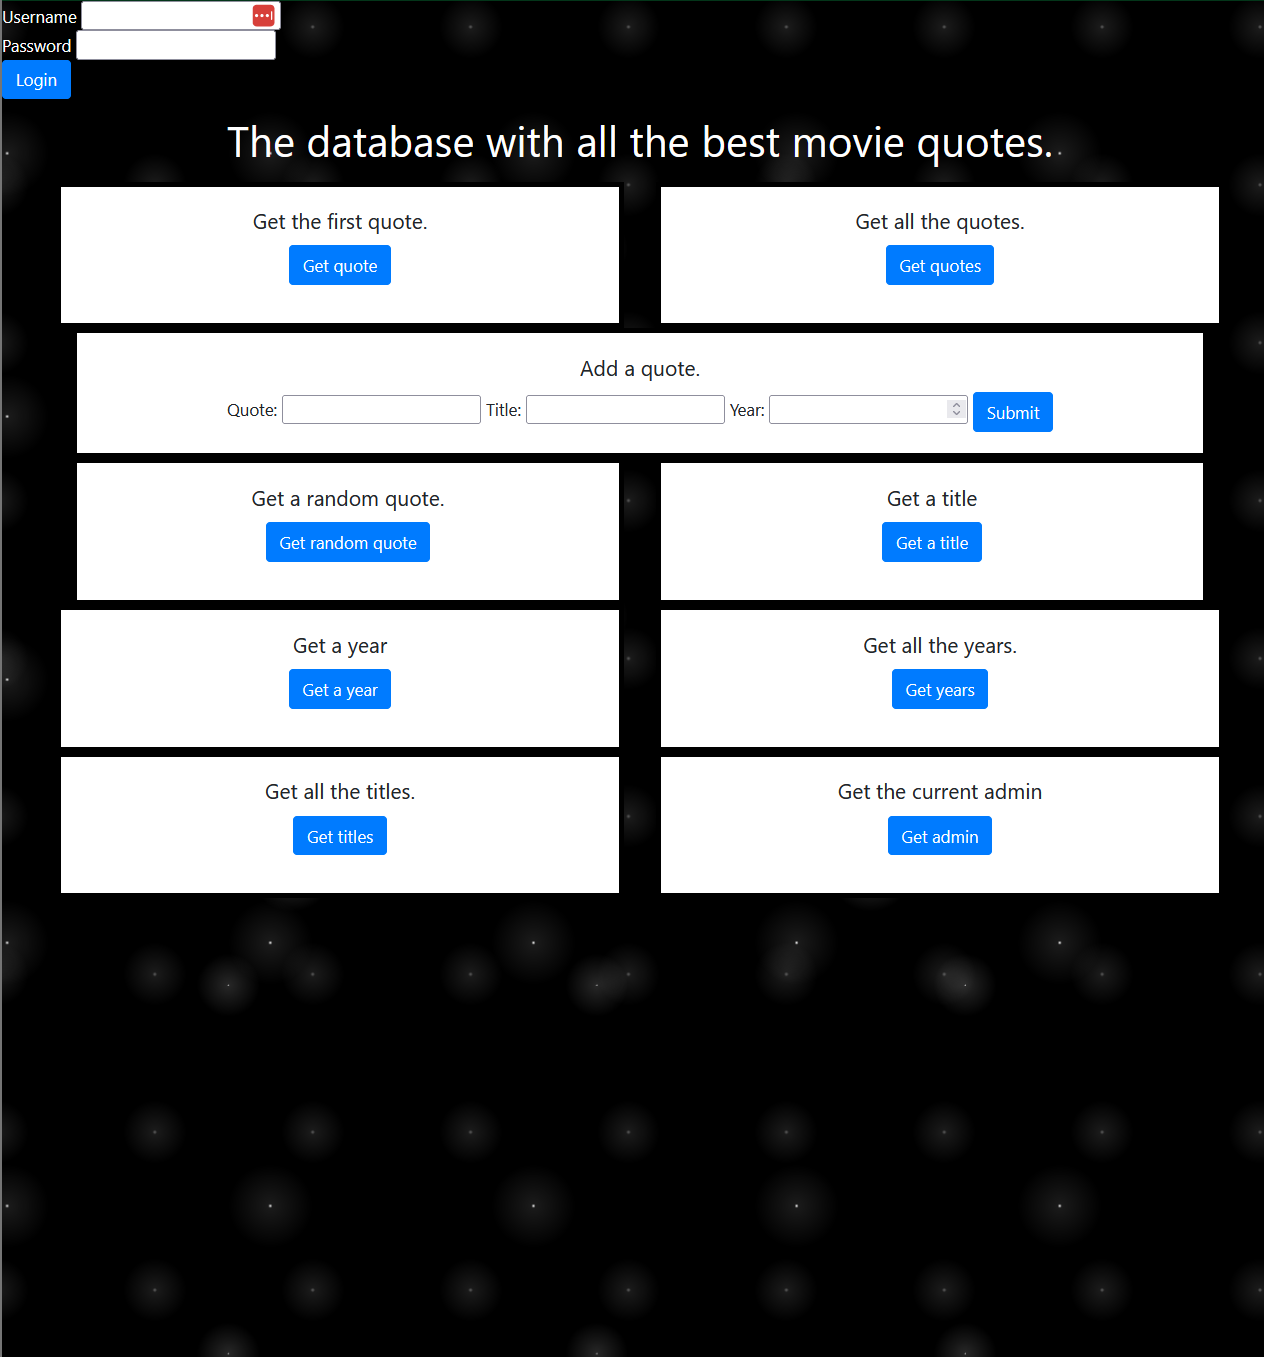 Username
Password
Login
The database with all the best movie quotes.
Get the first quote.
Get quote
Get all the quotes.
Get quotes
Add a quote.
Quote: Title: Year: Submit
Get a random quote.
Get random quote
Get a title
Get a title
Get a year
Get a year
Get all the years.
Get years
Get all the titles.
Get titles
Get the current admin
Get admin